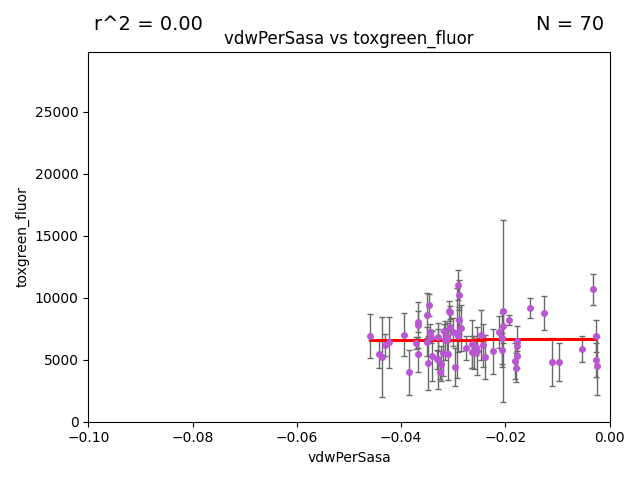 r^2 = 0.00
N = 70
vdwPerSasa vs toxgreen_fluor
25000
20000
15000
10000
5000
0
toxgreen_fluor
−0.10
−0.08
−0.06
−0.04
−0.02
0.00
vdwPerSasa